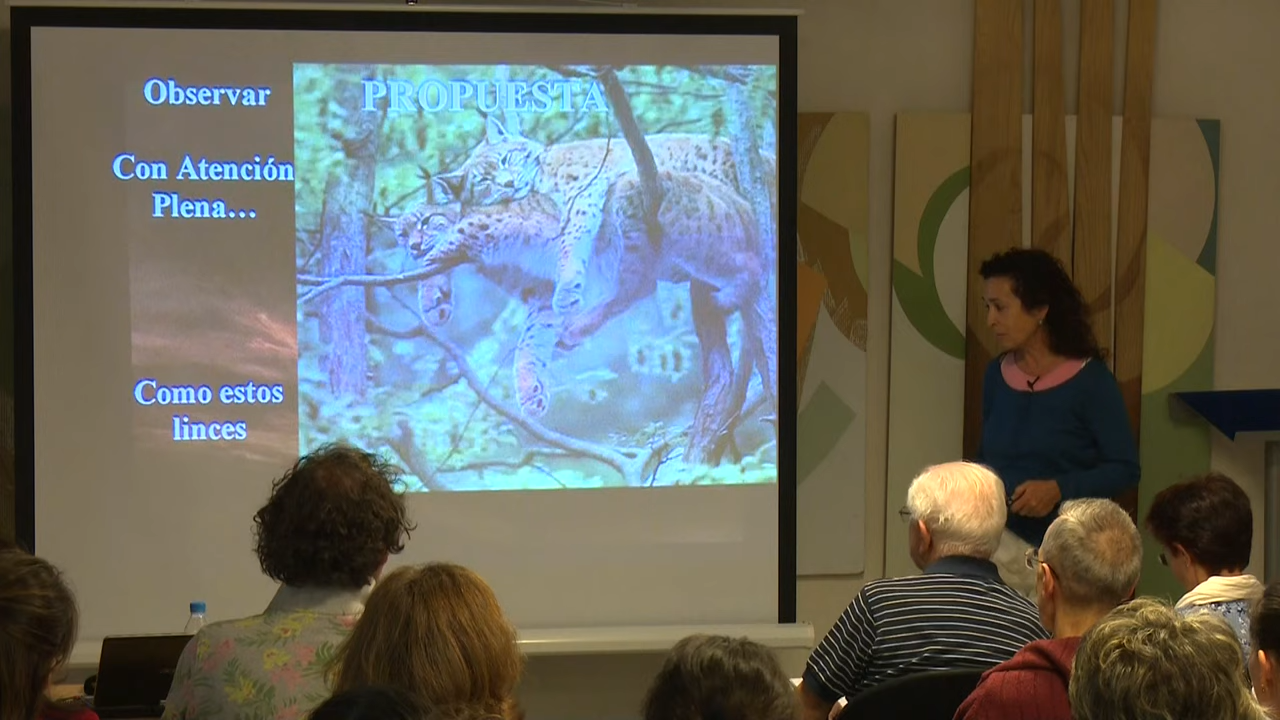 PROPUESTA
Observar
Con Atención
Plena...
Como estos
linces